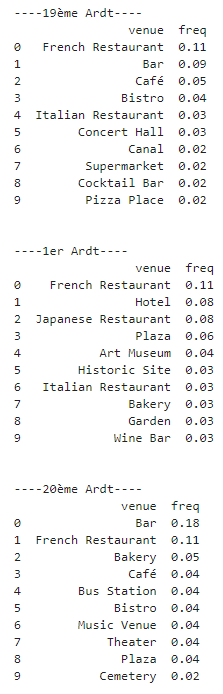 ----19ème Ardt----
venue freq
0 French Restaurant 0.11
1 Bar 0.09
2 Café 0.05
3 Bistro 0.04
4 Italian Restaurant 0.03
5 Concert Hall 0.03
6 Canal 0.02
7 Supermarket 0.02
8 Cocktail Bar 0.02
9 Pizza Place 0.02
----1er Ardt----
venue freq
0 French Restaurant 0.11
1 Hotel 0.08
2 Japanese Restaurant 0.08
3 Plaza 0.06
4 Art Museum 0.04
5 Historic Site 0.03
6 Italian Restaurant 0.03
7 Bakery 0.03
8 Garden 0.03
9 Wine Bar 0.03
----20ème Ardt----
venue freq
0 Bar 0.18
1 French Restaurant 0.11
2 Bakery 0.05
3 Café 0.04
4 Bus Station 0.04
5 Bistro 0.04
6 Music Venue 0.04
7 Theater 0.04
8 Plaza 0.04
9 Cemetery 0.02